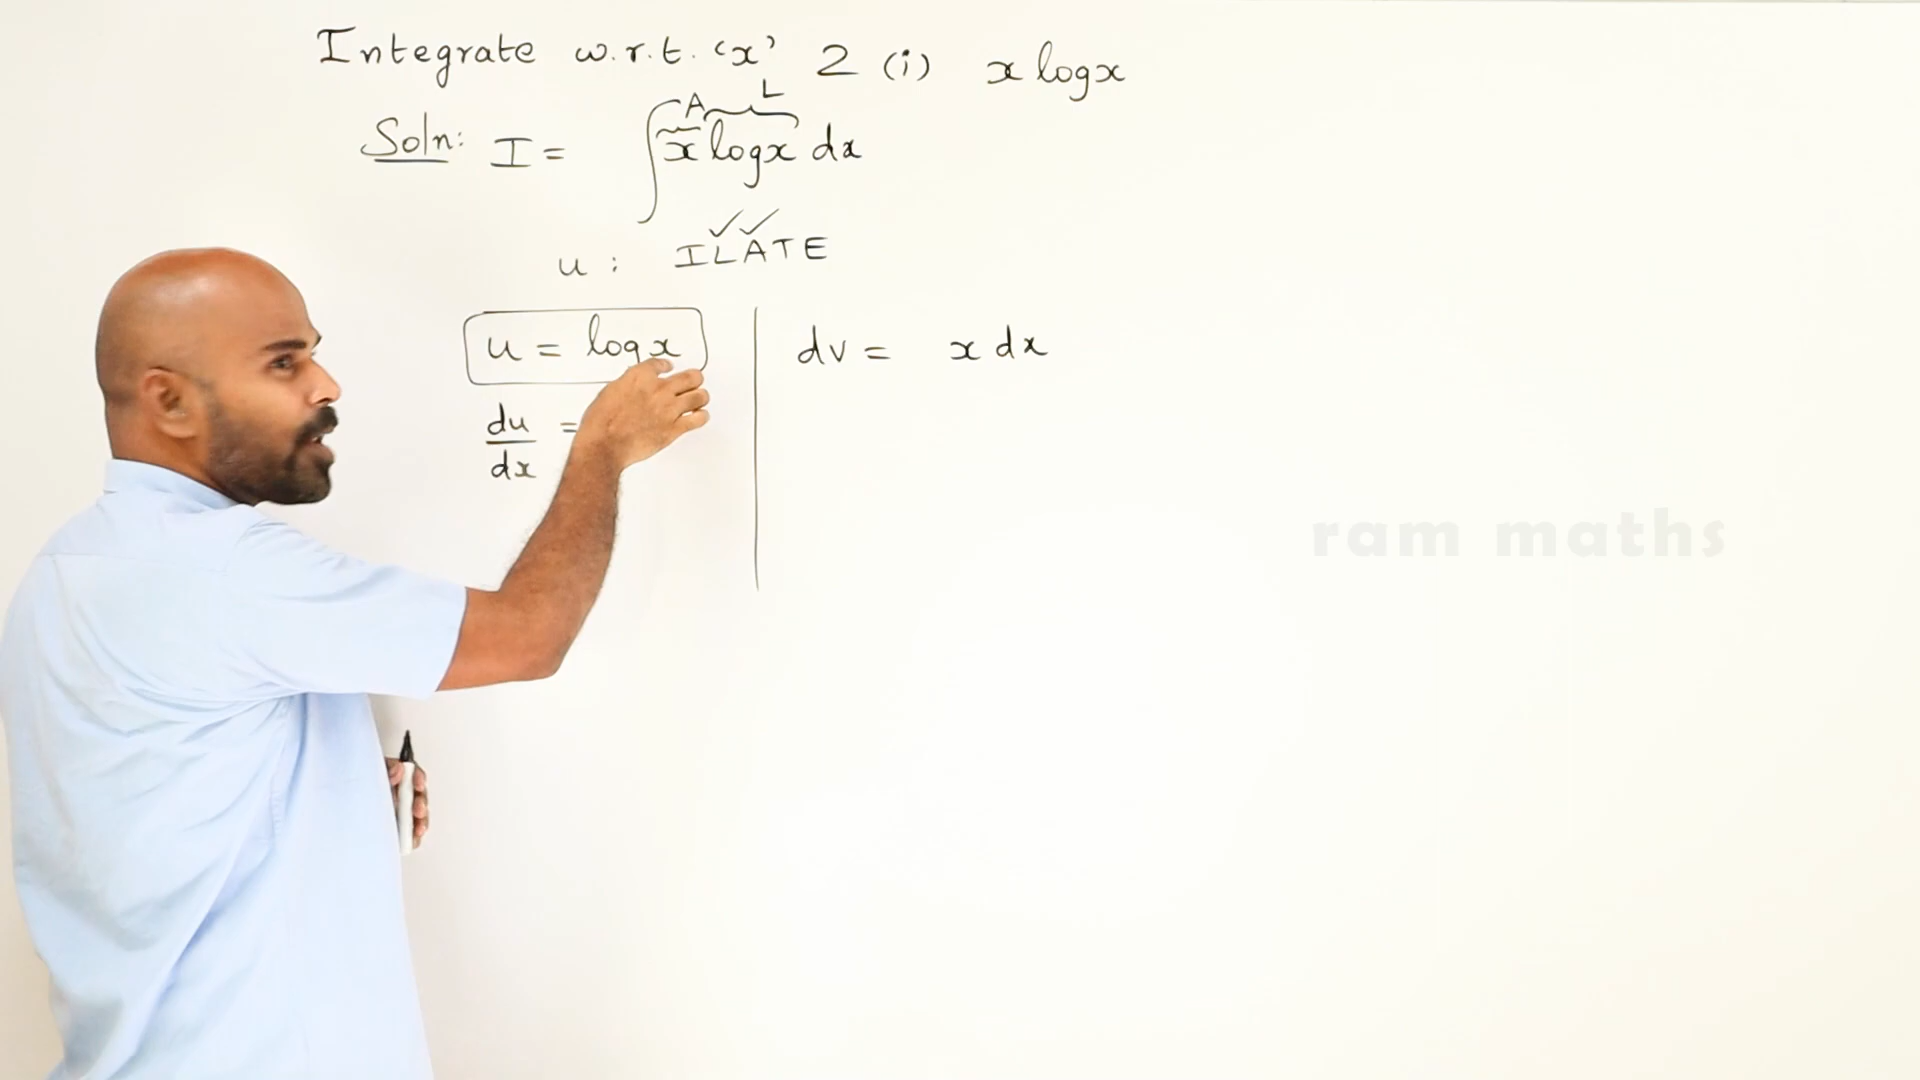 Integrate w.r.t. 'x' 2 (i) x log x
A L
Soln: I = ∫ x log x dx
✓✓
u : ILATE
u = log x
dv = x dx
du/dx =
ram maths